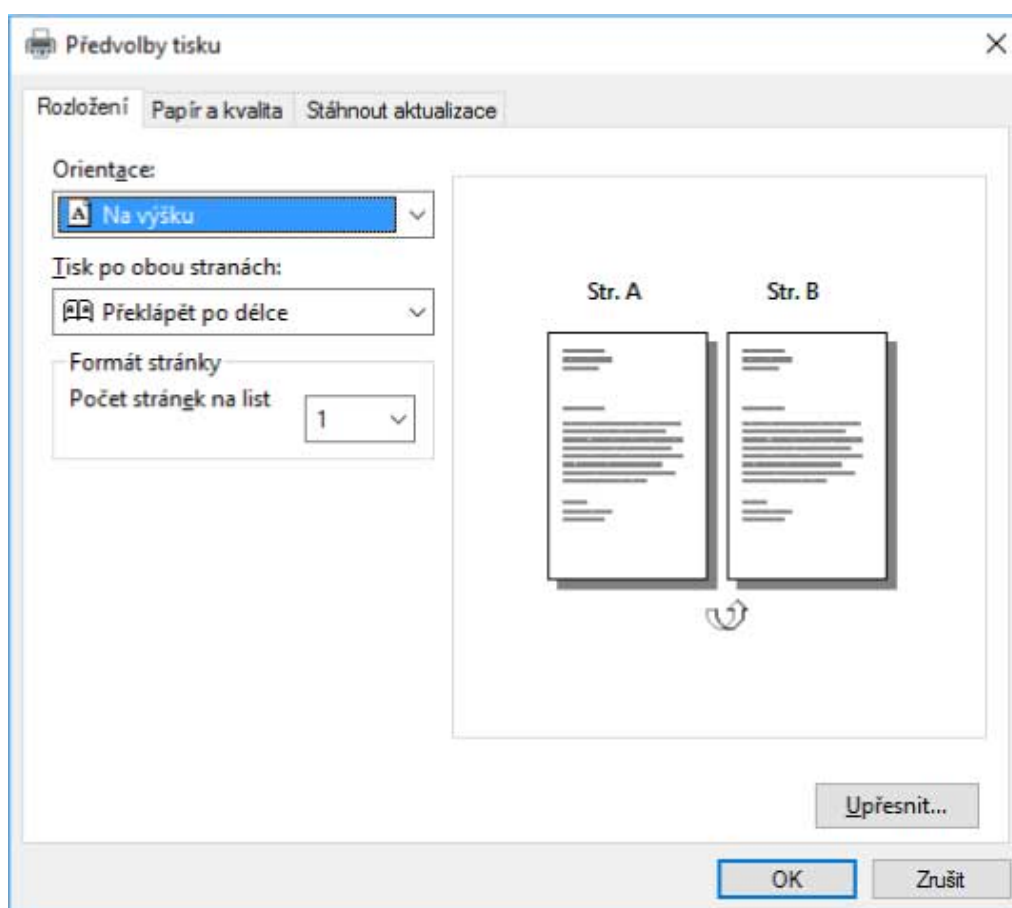 Předvolby tisku
Rozložení Papír a kvalita Stáhnout aktualizace
Orientace:
Na výšku
Tisk po obou stranách:
Překlápět po délce
Formát stránky
Počet stránek na list
1
Str. A Str. B
Upřesnit...
OK Zrušit